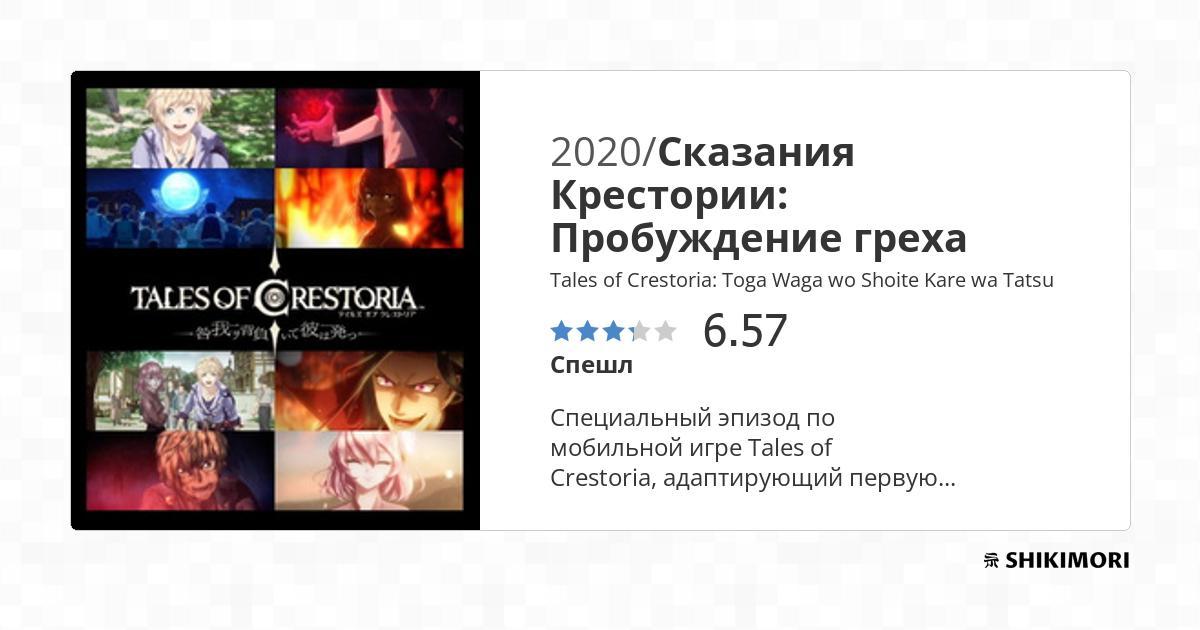 TALES OF CRESTORIA
テイルズ オブ クレストリア
咎我ヲ背負いて彼は発つ
2020/Сказания
Крестории:
Пробуждение греха
Tales of Crestoria: Toga Waga wo Shoite Kare wa Tatsu
6.57
Спешл
Специальный эпизод по
мобильной игре Tales of
Crestoria, адаптирующий первую...
SHIKIMORI